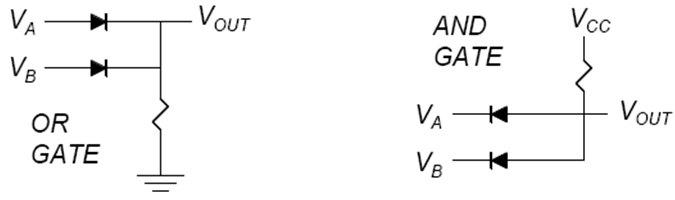 V_A
V_OUT
V_B
OR
GATE
AND
GATE
V_CC
V_A
V_OUT
V_B